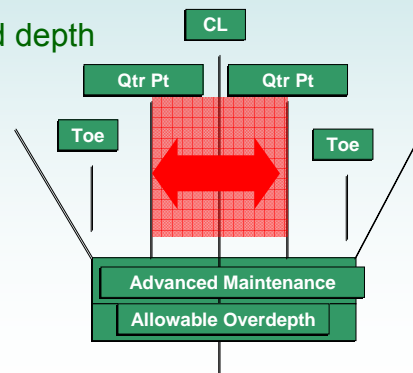 depth
CL
Qtr Pt
Qtr Pt
Toe
Toe
Advanced Maintenance
Allowable Overdepth